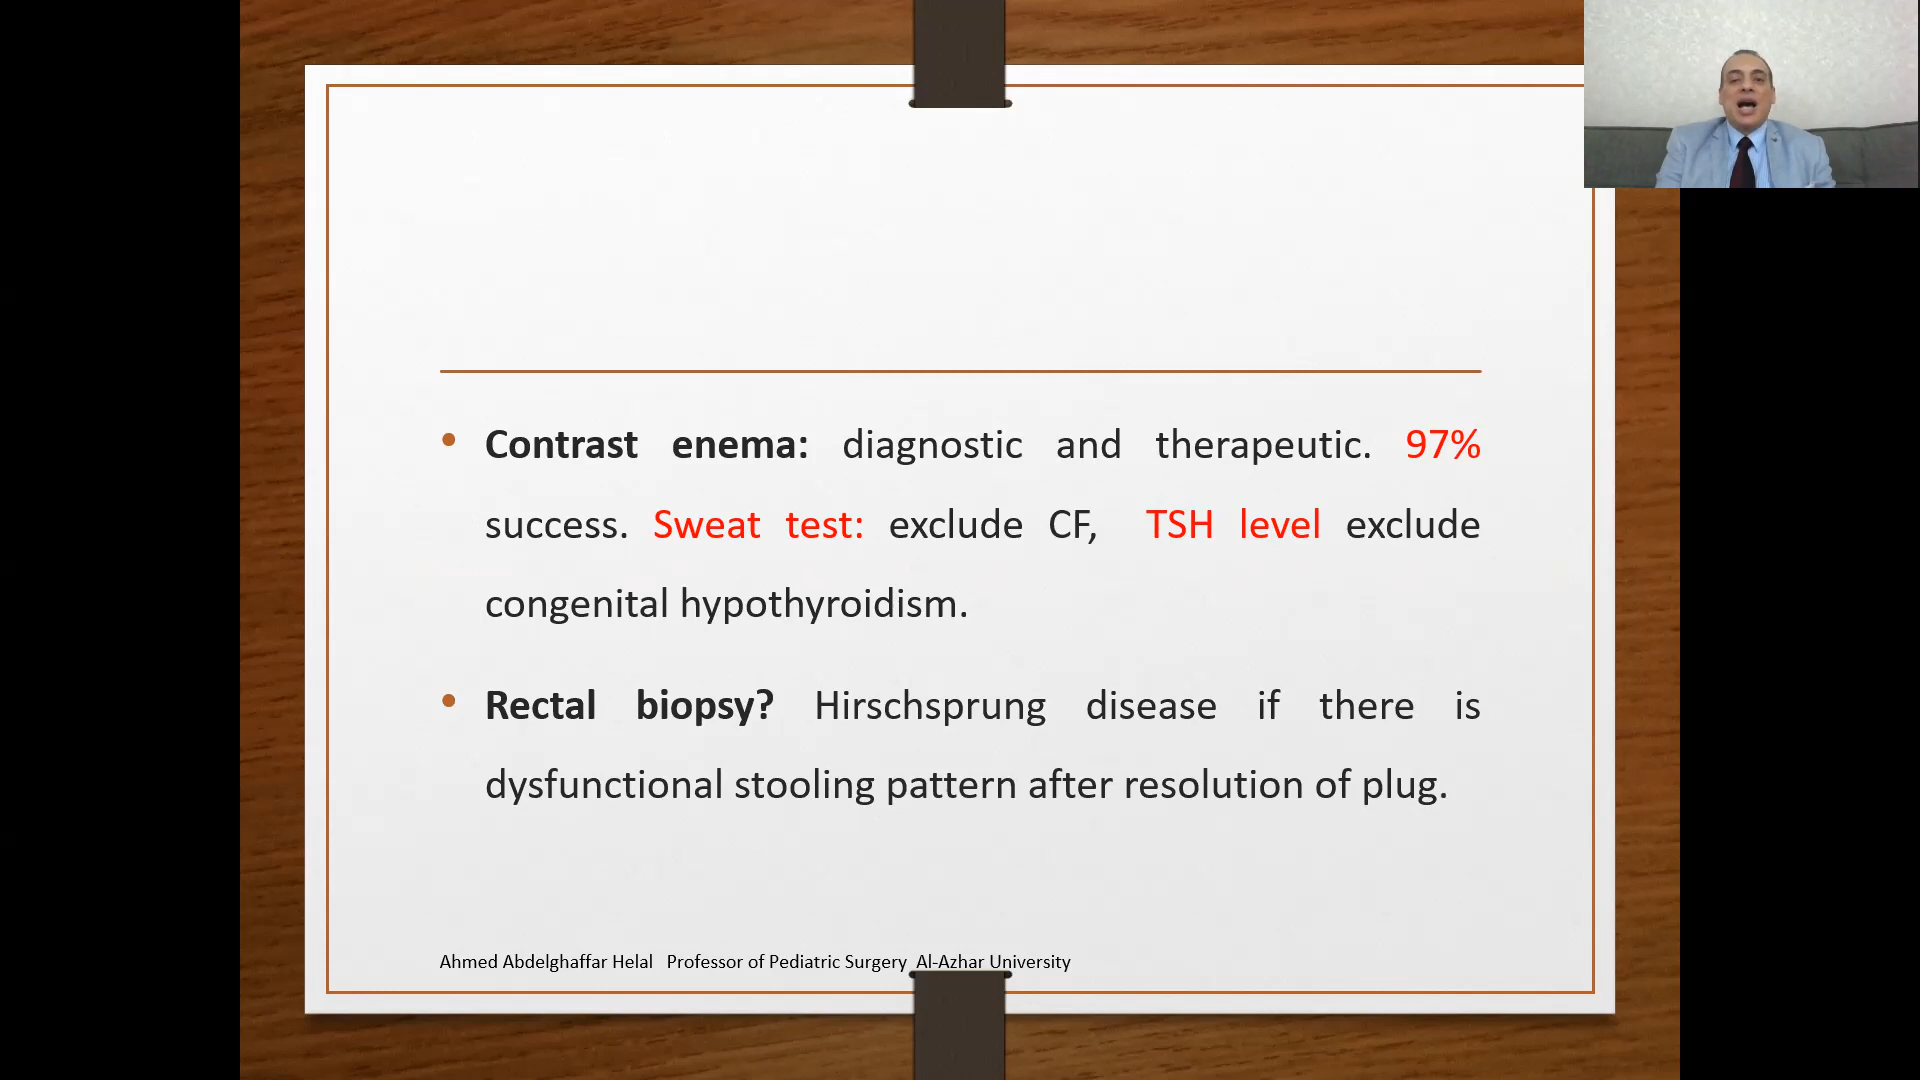 • Contrast enema: diagnostic and therapeutic. 97%
success. Sweat test: exclude CF, TSH level exclude
congenital hypothyroidism.
• Rectal biopsy? Hirschsprung disease if there is
dysfunctional stooling pattern after resolution of plug.
Ahmed Abdelghaffar Helal Professor of Pediatric Surgery Al-Azhar University